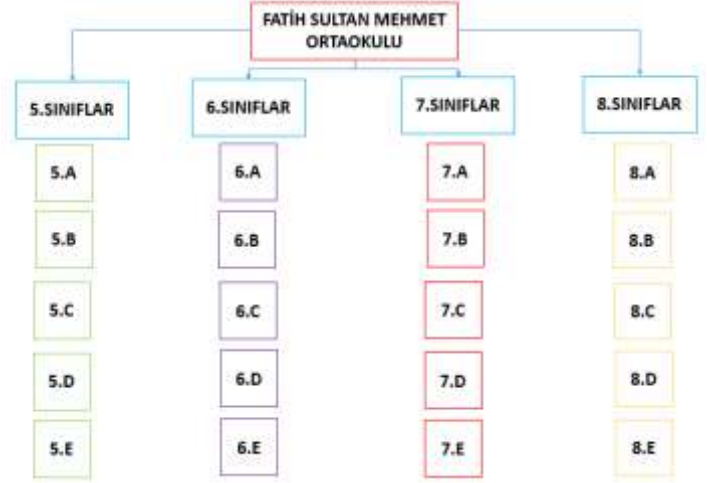 FATİH SULTAN MEHMET
ORTAOKULU
5.SINIFLAR
6.SINIFLAR
7.SINIFLAR
8.SINIFLAR
5.A
6.A
7.A
8.A
5.B
6.B
7.B
8.B
5.C
6.C
7.C
8.C
5.D
6.D
7.D
8.D
5.E
6.E
7.E
8.E